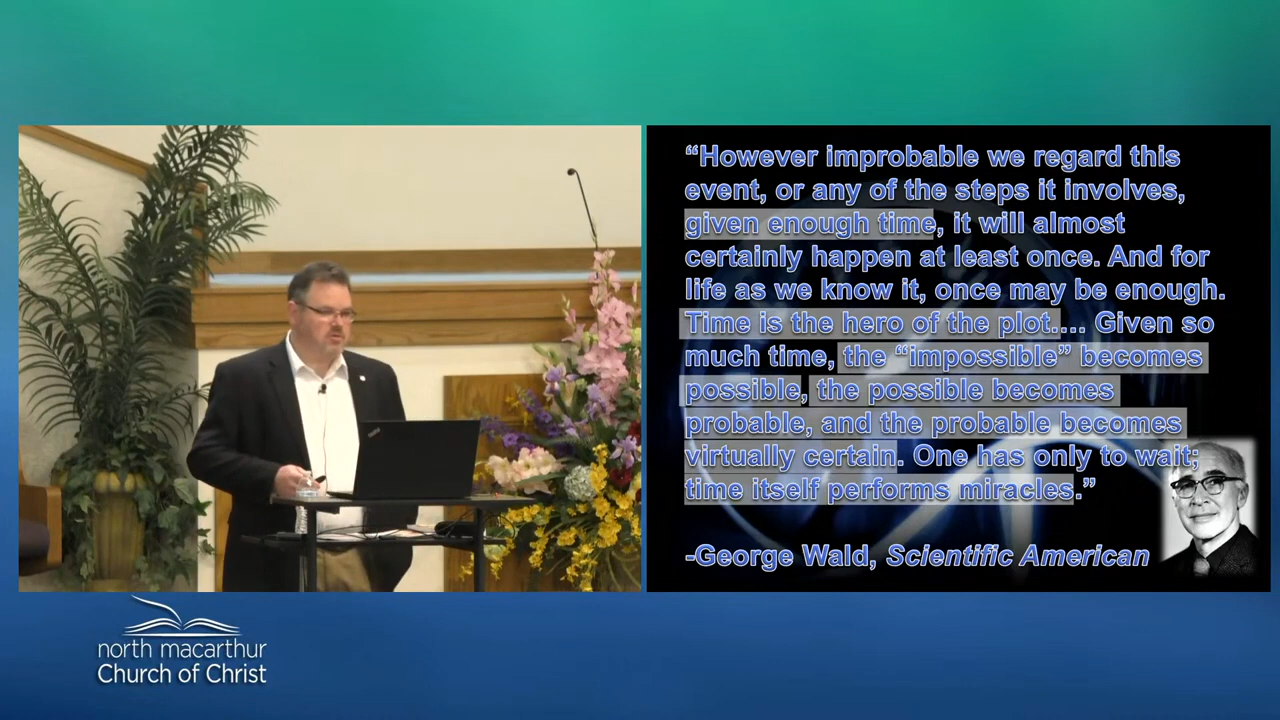 “However improbable we regard this
event, or any of the steps it involves,
given enough time, it will almost
certainly happen at least once. And for
life as we know it, once may be enough.
Time is the hero of the plot.… Given so
much time, the “impossible” becomes
possible, the possible becomes
probable, and the probable becomes
virtually certain. One has only to wait;
time itself performs miracles.”
-George Wald, Scientific American
north macarthur
Church of Christ